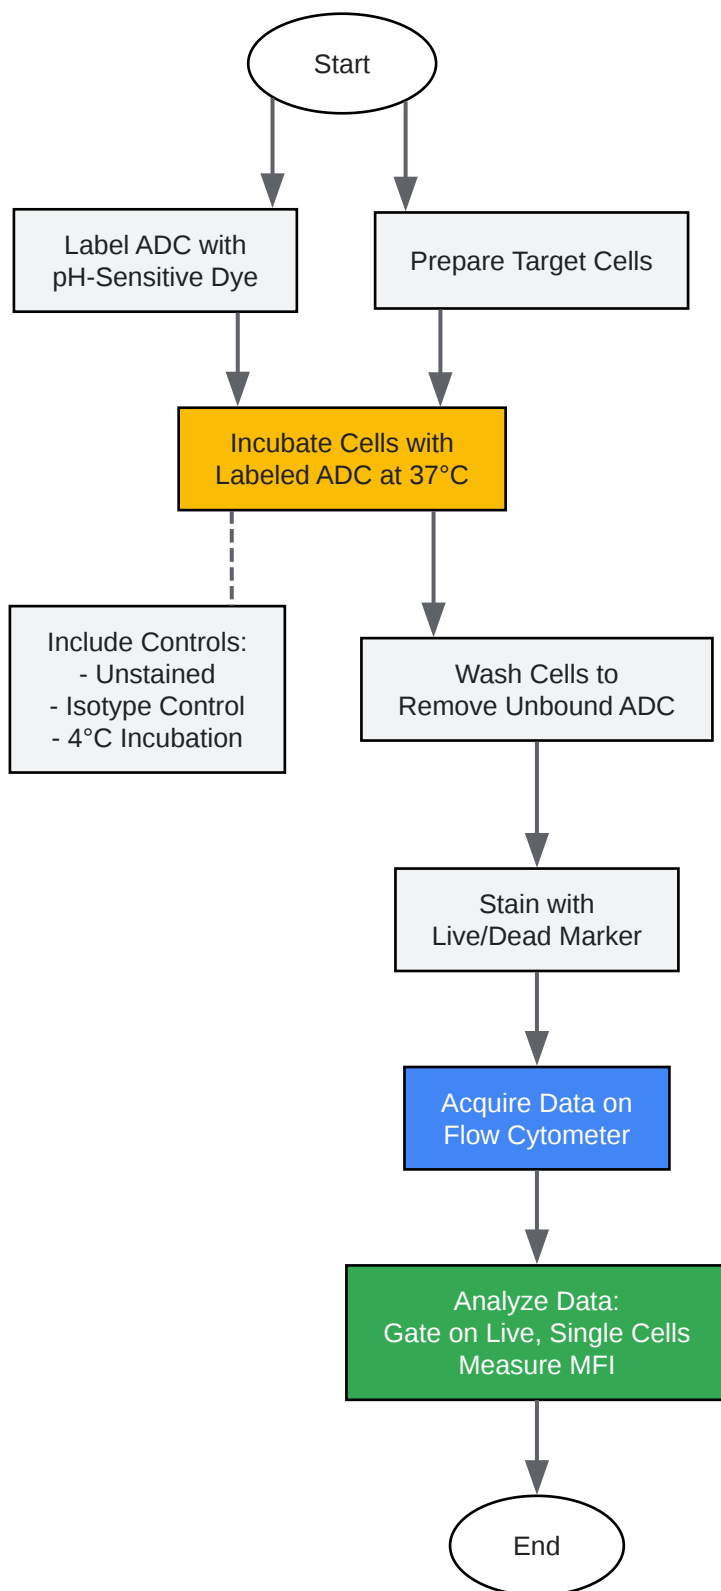 Start
Label ADC with
pH-Sensitive Dye
Prepare Target Cells
Incubate Cells with
Labeled ADC at 37°C
Include Controls:
- Unstained
- Isotype Control
- 4°C Incubation
Wash Cells to
Remove Unbound ADC
Stain with
Live/Dead Marker
Acquire Data on
Flow Cytometer
Analyze Data:
Gate on Live, Single Cells
Measure MFI
End